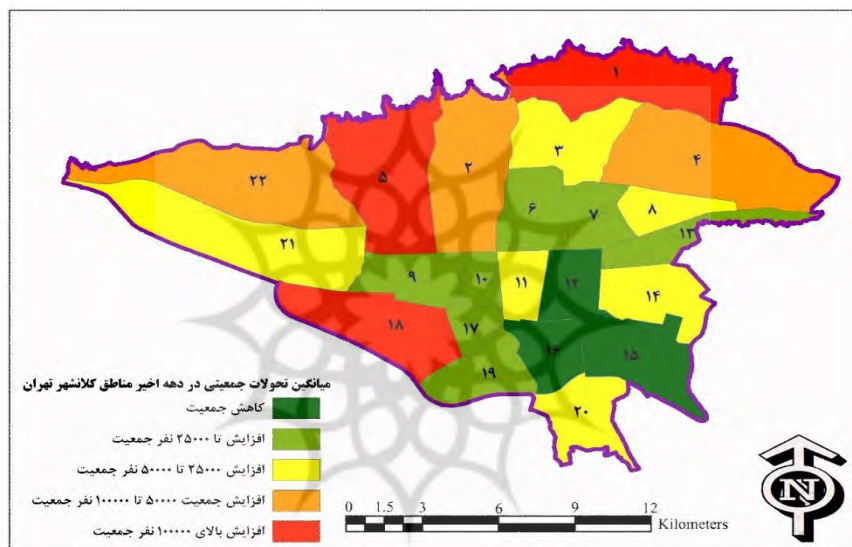 ۱
۲
۳
۴
۵
۶
۷
۸
۹
۱۰
۱۱
۱۲
۱۳
۱۴
۱۵
۱۶
۱۷
۱۸
۱۹
۲۰
۲۱
۲۲
میانگین تحولات جمعیتی در دهه اخیر مناطق کلانشهر تهران
کاهش جمعیت
افزایش تا ۲۵۰۰۰ نفر جمعیت
افزایش ۲۵۰۰۰ تا ۵۰۰۰۰ نفر جمعیت
افزایش جمعیت ۵۰۰۰۰ تا ۱۰۰۰۰۰ نفر جمعیت
افزایش بالای ۱۰۰۰۰۰ نفر جمعیت
0 1.5 3 6 9 12
Kilometers
N